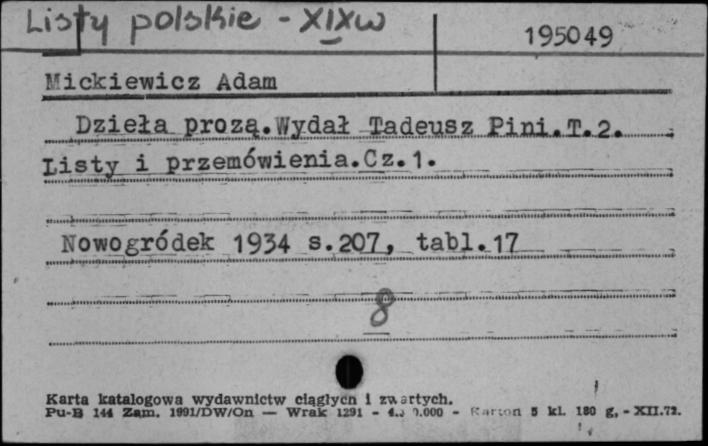 Listy polskie - XIXw
195049
Mickiewicz Adam
Dzieła prozą.Wydał Tadeusz Pini.T.2.
Listy i przemówienia.Cz.1.
Nowogródek 1934 s.207, tabl.17
8
Karta katalogowa wydawnictw ciągłych i zwartych.
Pu-B 144 Zam. 1991/DW/On — Wrak 1291 - Karton 5 kl. 180 g, - XII.72.